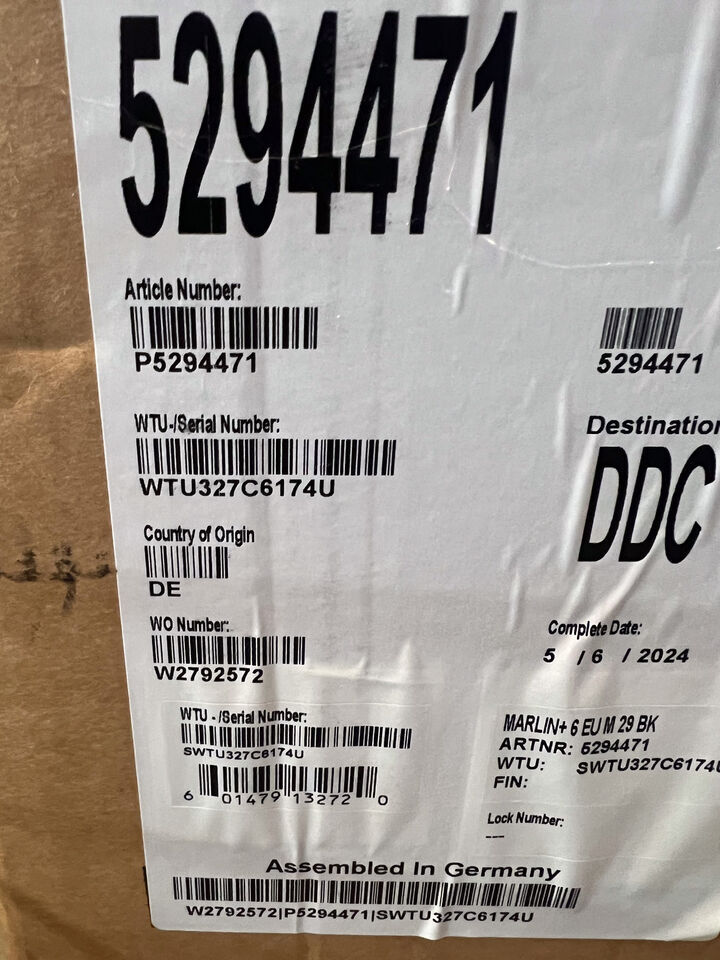 5294471
Article Number:
P5294471
5294471
WTU-/Serial Number:
WTU327C6174U
Destination
DDC
Country of Origin
DE
WO Number:
W2792572
Complete Date:
5 / 6 / 2024
WTU - /Serial Number:
SWTU327C6174U
6 01479 13272 0
MARLIN+ 6 EU M 29 BK
ARTNR: 5294471
WTU: SWTU327C6174U
FIN:
Lock Number:
---
Assembled In Germany
W2792572|P5294471|SWTU327C6174U